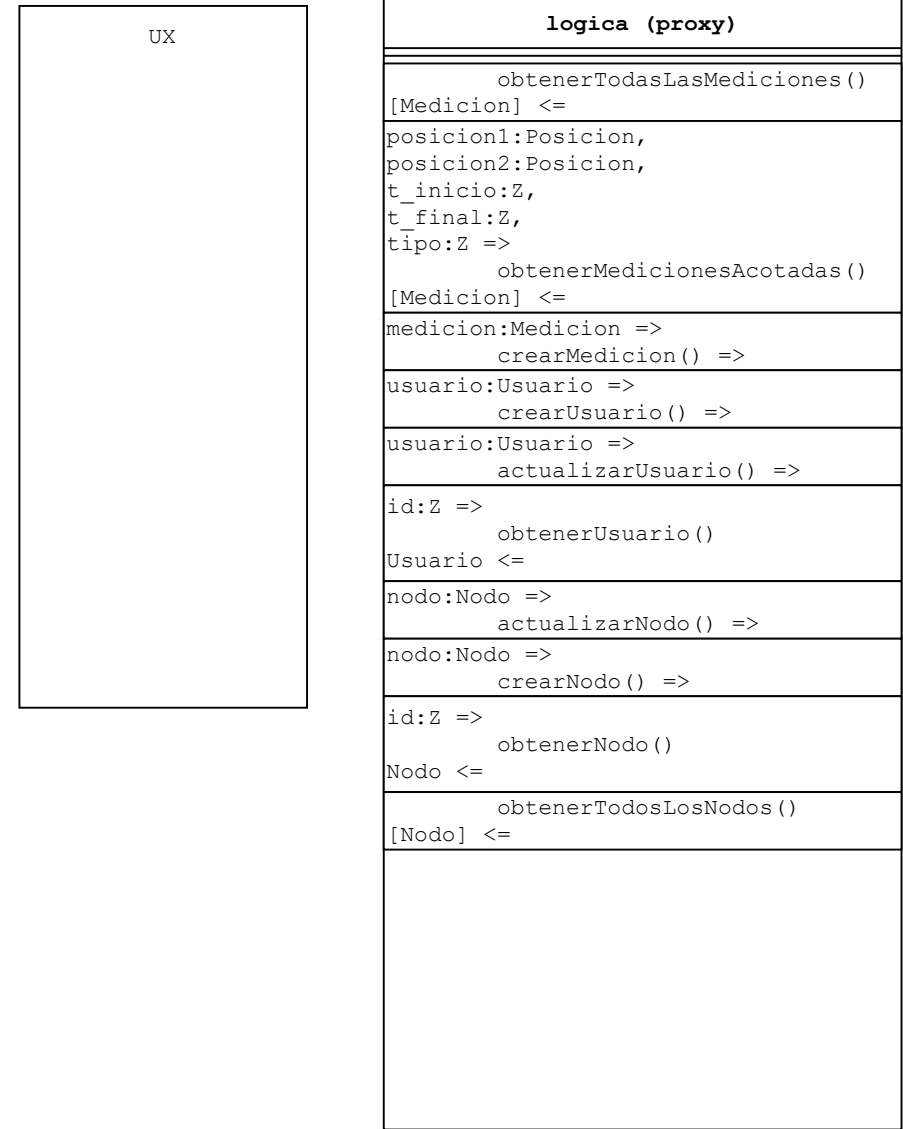 UX
logica (proxy)
obtenerTodasLasMediciones()
[Medicion] <=
posicion1:Posicion,
posicion2:Posicion,
t_inicio:Z,
t_final:Z,
tipo:Z =>
obtenerMedicionesAcotadas()
[Medicion] <=
medicion:Medicion =>
crearMedicion() =>
usuario:Usuario =>
crearUsuario() =>
usuario:Usuario =>
actualizarUsuario() =>
id:Z =>
obtenerUsuario()
Usuario <=
nodo:Nodo =>
actualizarNodo() =>
nodo:Nodo =>
crearNodo() =>
id:Z =>
obtenerNodo()
Nodo <=
obtenerTodosLosNodos()
[Nodo] <=